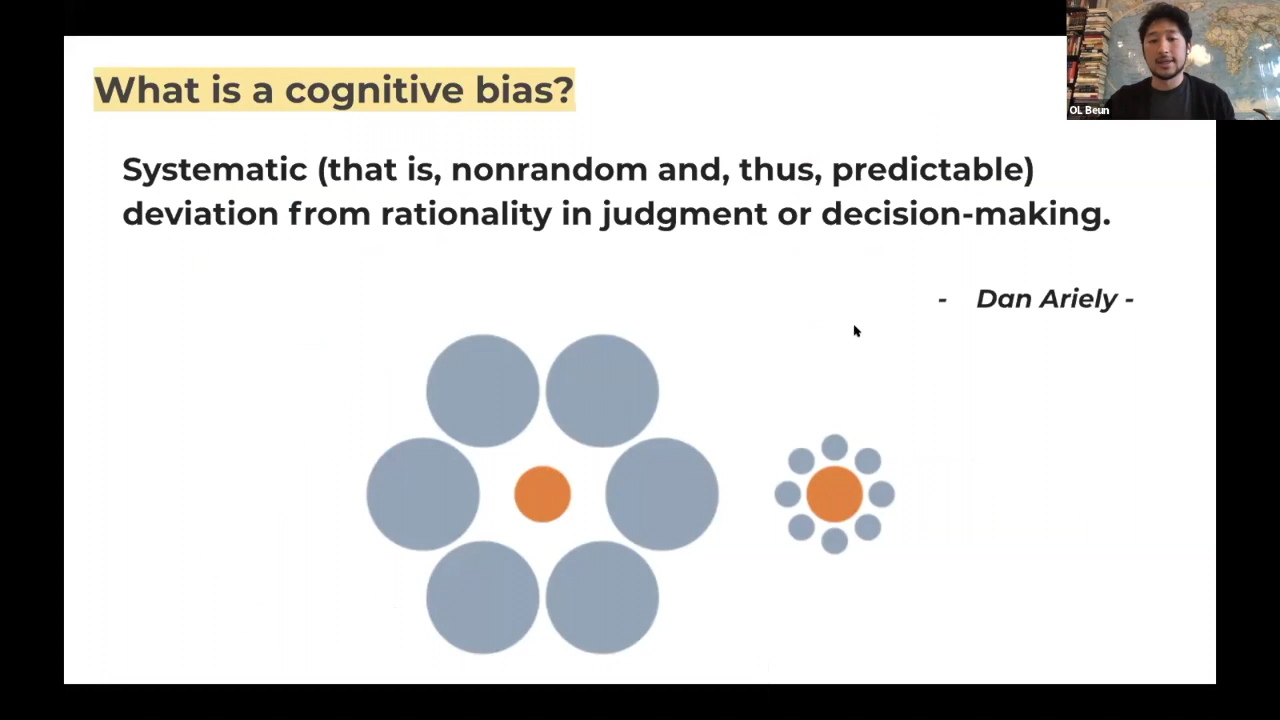 What is a cognitive bias?
OL Beun
Systematic (that is, nonrandom and, thus, predictable)
deviation from rationality in judgment or decision-making.
- Dan Ariely -